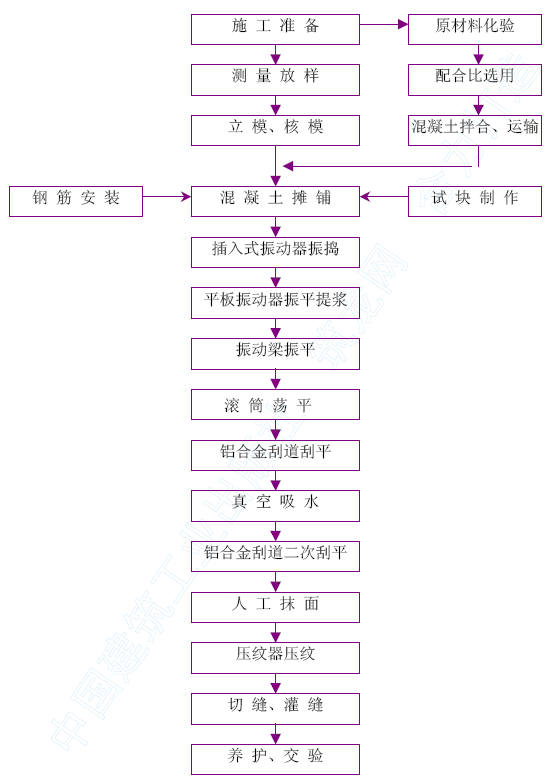 施工准备 原材料化验
测量放样 配合比选用
立模、核模 混凝土拌合、运输
钢筋安装 混凝土摊铺 试块制作
插入式振动器振捣
平板振动器振平提浆
振动梁振平
滚筒荡平
铝合金刮道刮平
真空吸水
铝合金刮道二次刮平
人工抹面
压纹器压纹
切缝、灌缝
养护、交验